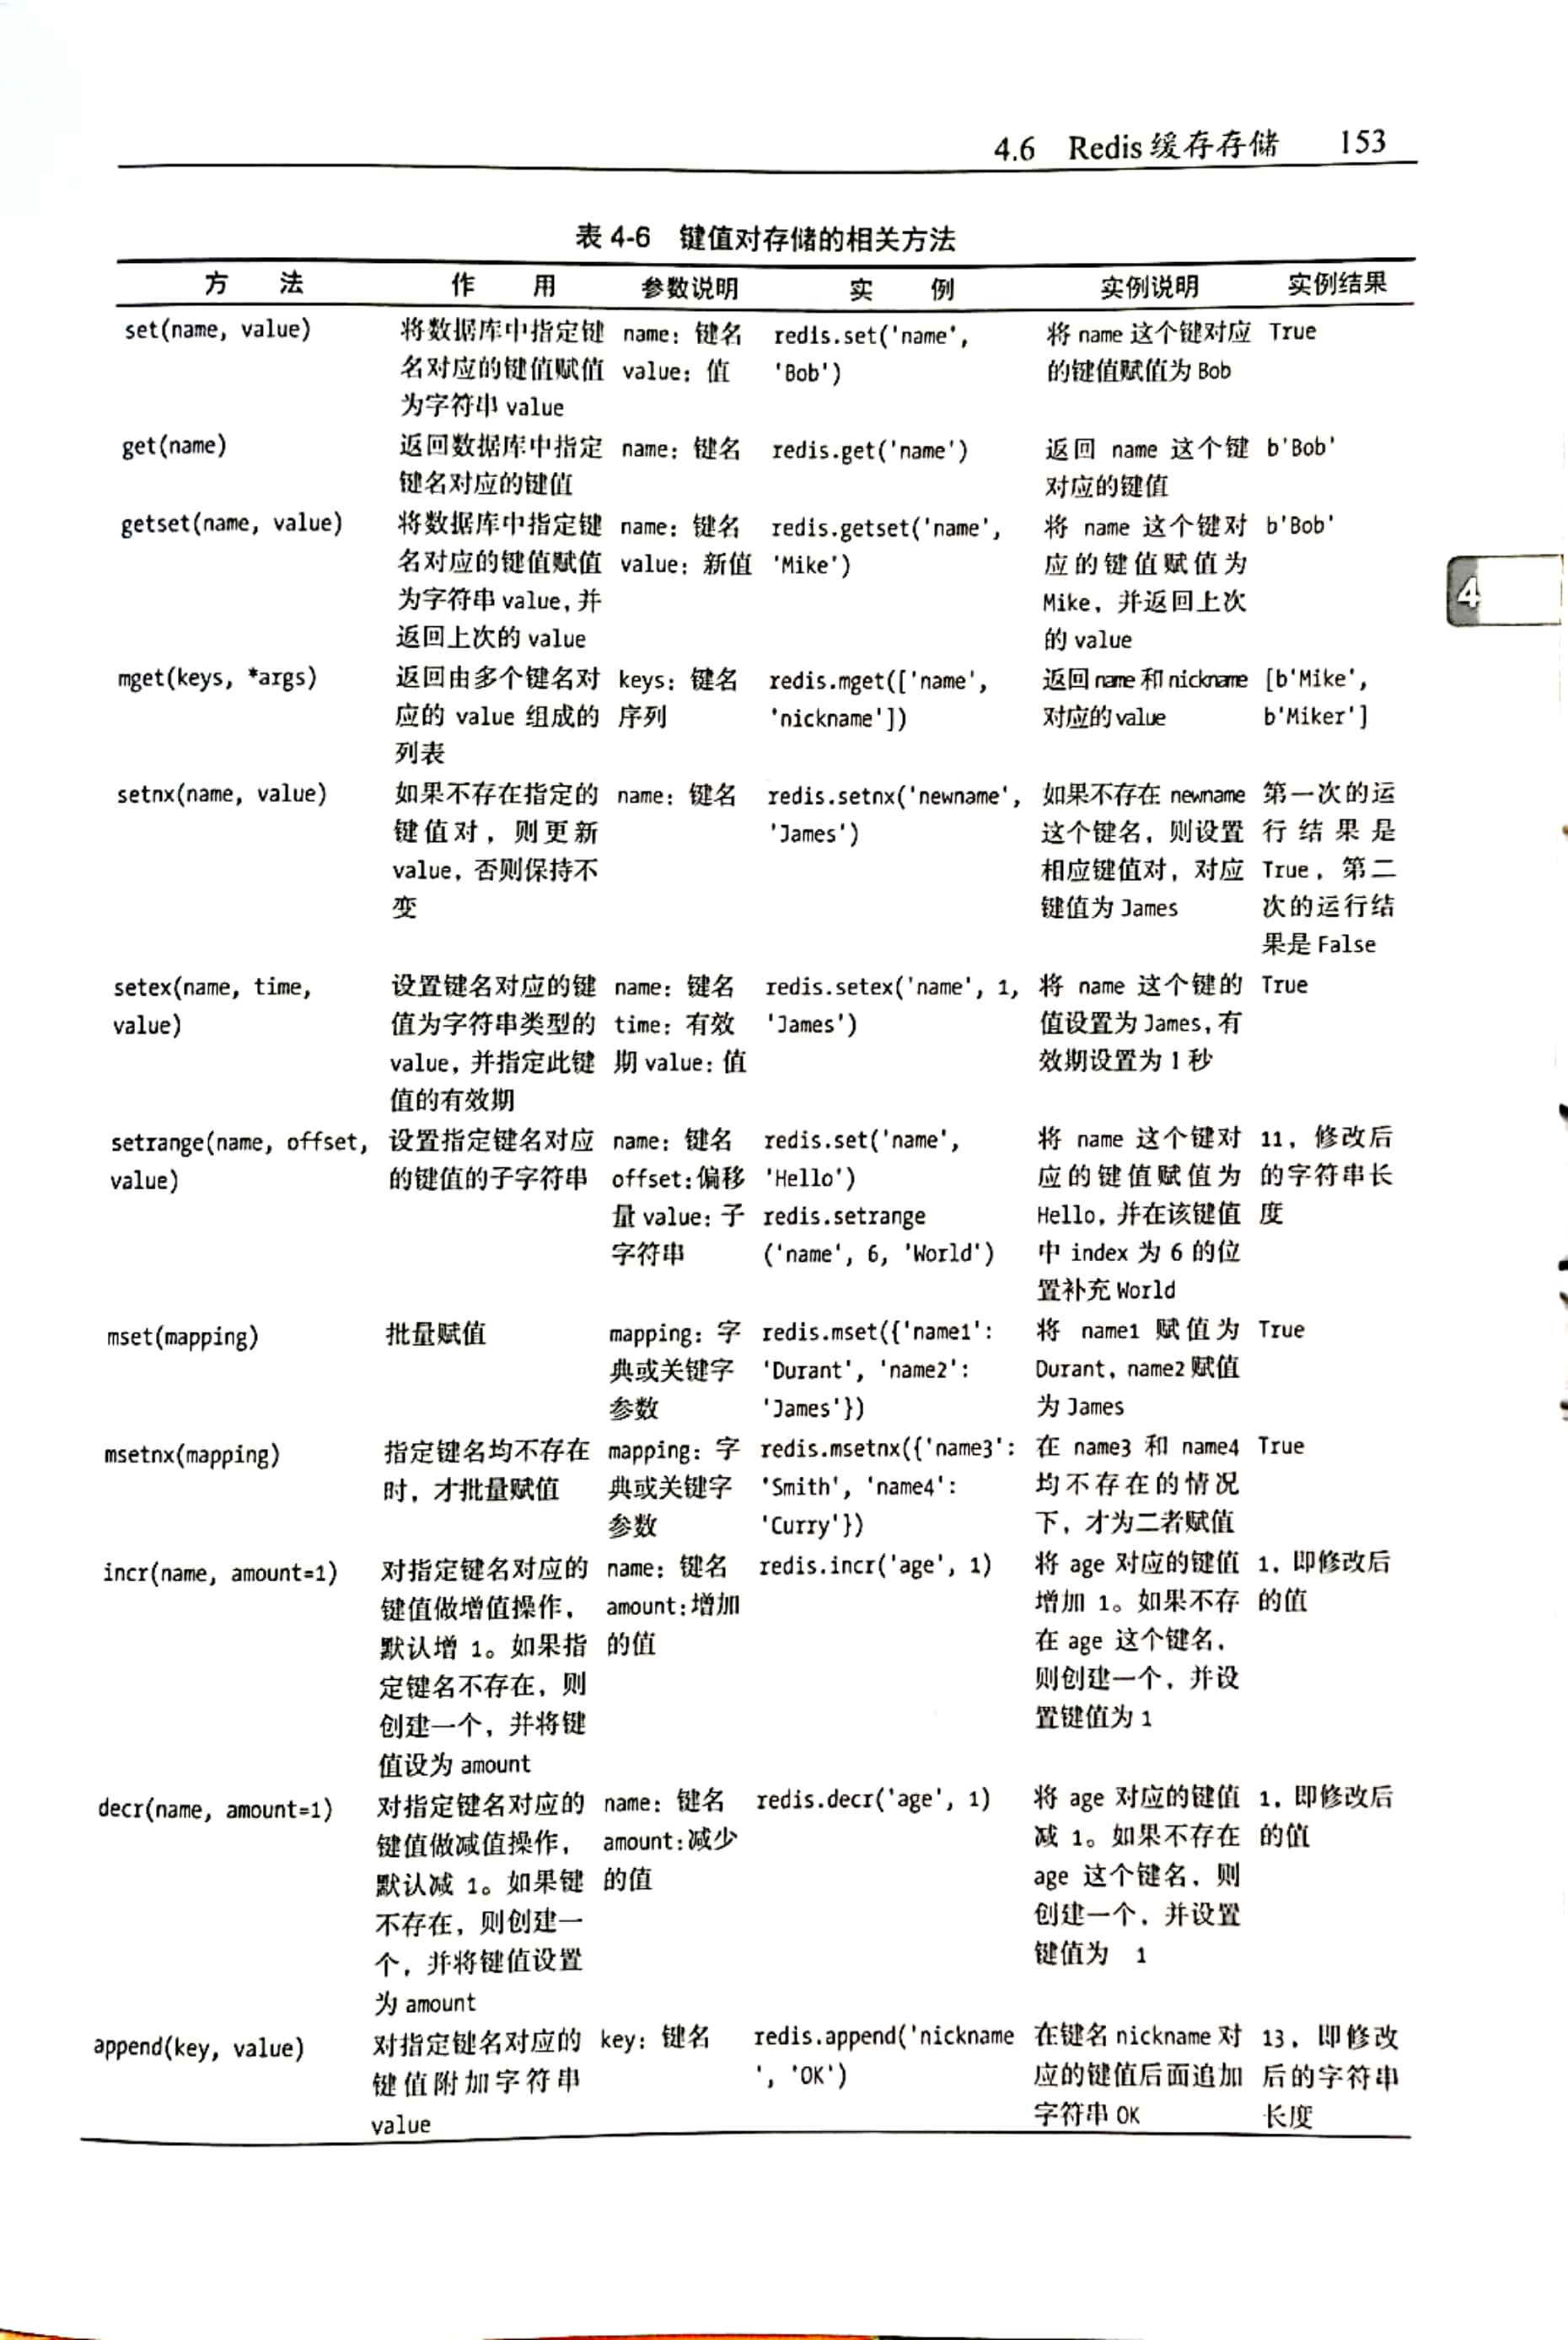 4.6 Redis 缓存存储 153
表 4-6 键值对存储的相关方法
方 法 作 用 参数说明 实 例 实例说明 实例结果
set(name, value) 将数据库中指定键 name：键名 redis.set('name', 将 name 这个键对应 True
名对应的键值赋值 value：值 'Bob') 的键值赋值为 Bob
为字符串 value
get(name) 返回数据库中指定 name：键名 redis.get('name') 返回 name 这个键 b'Bob'
键名对应的键值 对应的键值
getset(name, value) 将数据库中指定键 name：键名 redis.getset('name', 将 name 这个键对 b'Bob'
名对应的键值赋值 value：新值 'Mike') 应的键值赋值为
为字符串 value，并 Mike，并返回上次
返回上次的 value 的 value
mget(keys, *args) 返回由多个键名对 keys：键名 redis.mget(['name', 返回 name 和 nickname [b'Mike',
应的 value 组成的 序列 'nickname']) 对应的 value b'Miker']
列表
setnx(name, value) 如果不存在指定的 name：键名 redis.setnx('newname', 如果不存在 newname 第一次的运
键值对，则更新 'James') 这个键名，则设置 行结果是
value，否则保持不 相应键值对，对应 True，第二
变 键值为 James 次的运行结
果是 False
setex(name, time, 设置键名对应的键 name：键名 redis.setex('name', 1, 将 name 这个键的 True
value) 值为字符串类型的 time：有效 'James') 值设置为 James，有
value，并指定此键 期 value：值 效期设置为 1 秒
值的有效期
setrange(name, offset, 设置指定键名对应 name：键名 redis.set('name', 将 name 这个键对 11，修改后
value) 的键值的子字符串 offset：偏移 'Hello') 应的键值赋值为 的字符串长
量 value：子 redis.setrange Hello，并在该键值 度
字符串 ('name', 6, 'World') 中 index 为 6 的位
置补充 World
mset(mapping) 批量赋值 mapping：字 redis.mset({'name1': 将 name1 赋值为 True
典或关键字 'Durant', 'name2': Durant，name2 赋值
参数 'James'}) 为 James
msetnx(mapping) 指定键名均不存在 mapping：字 redis.msetnx({'name3': 在 name3 和 name4 True
时，才批量赋值 典或关键字 'Smith', 'name4': 均不存在的情况
参数 'Curry'}) 下，才为二者赋值
incr(name, amount=1) 对指定键名对应的 name：键名 redis.incr('age', 1) 将 age 对应的键值 1，即修改后
键值做增值操作， amount：增加 增加 1。如果不存 的值
默认增 1。如果指 的值 在 age 这个键名，
定键名不存在，则 则创建一个，并设
创建一个，并将键 置键值为 1
值设为 amount
decr(name, amount=1) 对指定键名对应的 name：键名 redis.decr('age', 1) 将 age 对应的键值 1，即修改后
键值做减值操作， amount：减少 减 1。如果不存在 的值
默认减 1。如果键 的值 age 这个键名，则
不存在，则创建一 创建一个，并设置
个，并将键值设置 键值为 1
为 amount
append(key, value) 对指定键名对应的 key：键名 redis.append('nickname 在键名 nickname 对 13，即修改
键值附加字符串 ', 'OK') 应的键值后面追加 后的字符串
value 字符串 OK 长度
4